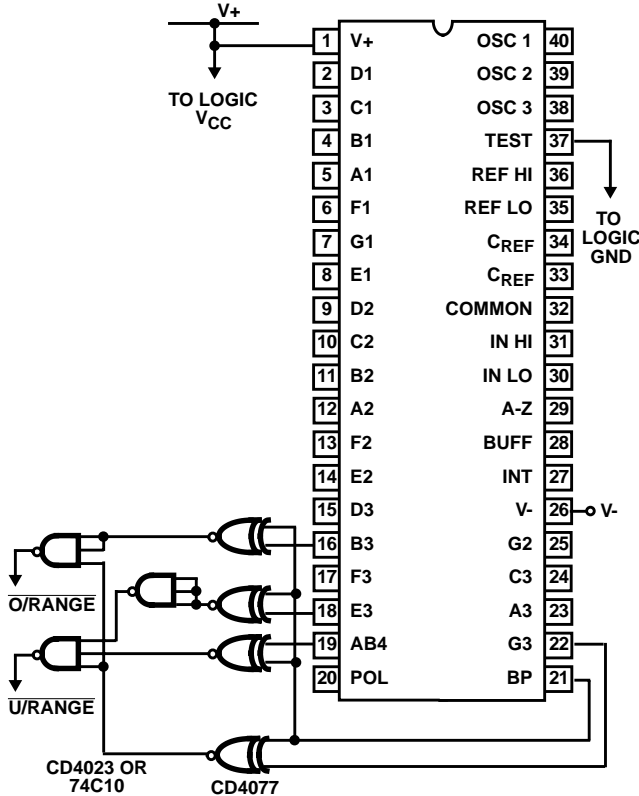 V+
TO LOGIC
VCC
1 V+ OSC 1 40
2 D1 OSC 2 39
3 C1 OSC 3 38
4 B1 TEST 37
5 A1 REF HI 36
6 F1 REF LO 35
7 G1 CREF 34
8 E1 CREF 33
9 D2 COMMON 32
10 C2 IN HI 31
11 B2 IN LO 30
12 A2 A-Z 29
13 F2 BUFF 28
14 E2 INT 27
15 D3 V- 26 V-
16 B3 G2 25
17 F3 C3 24
18 E3 A3 23
19 AB4 G3 22
20 POL BP 21
TO
LOGIC
GND
O/RANGE
U/RANGE
CD4023 OR
74C10
CD4077